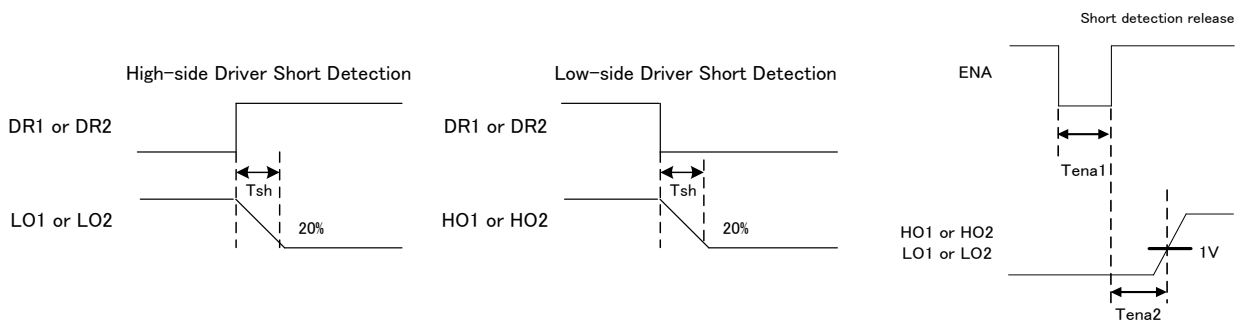 High-side Driver Short Detection
DR1 or DR2
Tsh
LO1 or LO2
20%
Low-side Driver Short Detection
DR1 or DR2
Tsh
HO1 or HO2
20%
Short detection release
ENA
Tena1
HO1 or HO2
LO1 or LO2
1V
Tena2